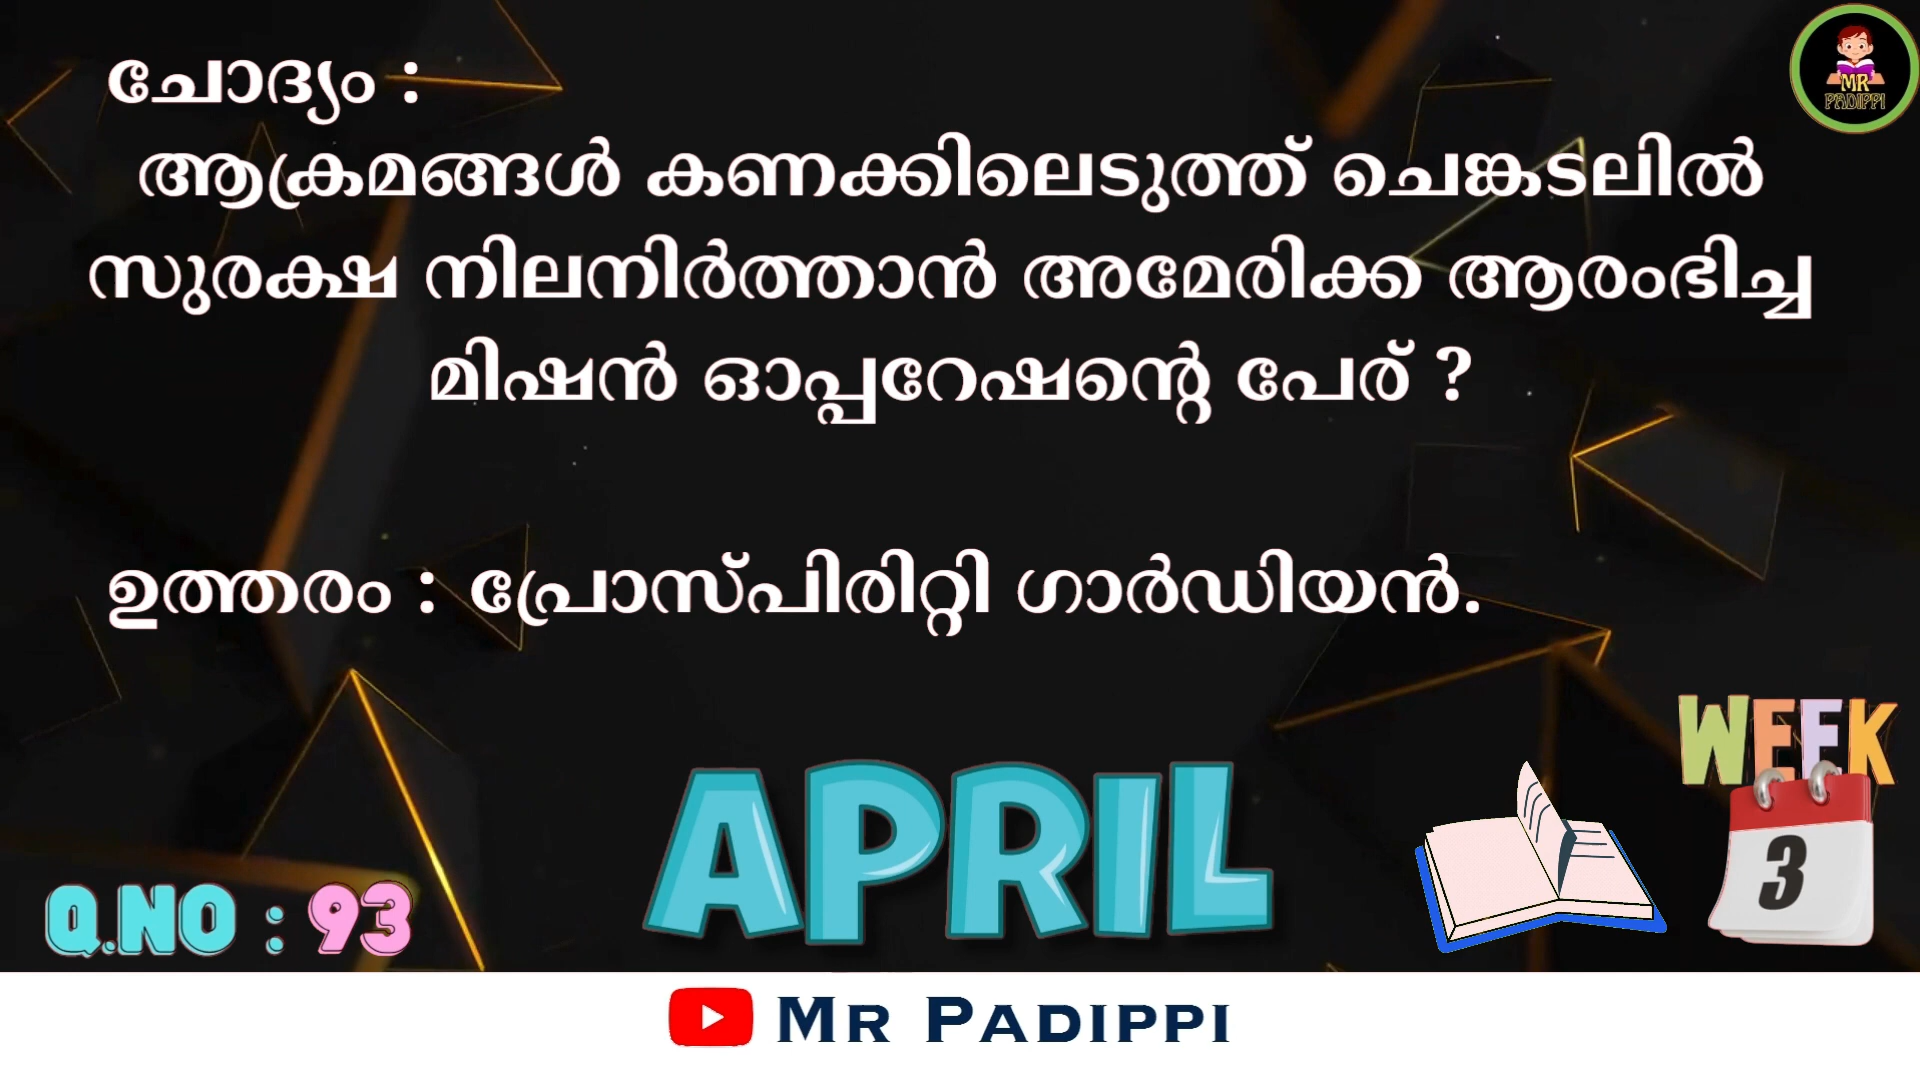 MR
PADIPPI
ചോദ്യം :
ആക്രമങ്ങൾ കണക്കിലെടുത്ത് ചെങ്കടലിൽ
സുരക്ഷ നിലനിർത്താൻ അമേരിക്ക ആരംഭിച്ച
മിഷൻ ഓപ്പറേഷന്റെ പേര് ?
ഉത്തരം : പ്രോസ്പിരിറ്റി ഗാർഡിയൻ.
WEEK
3
APRIL
Q.NO : 93
MR PADIPPI